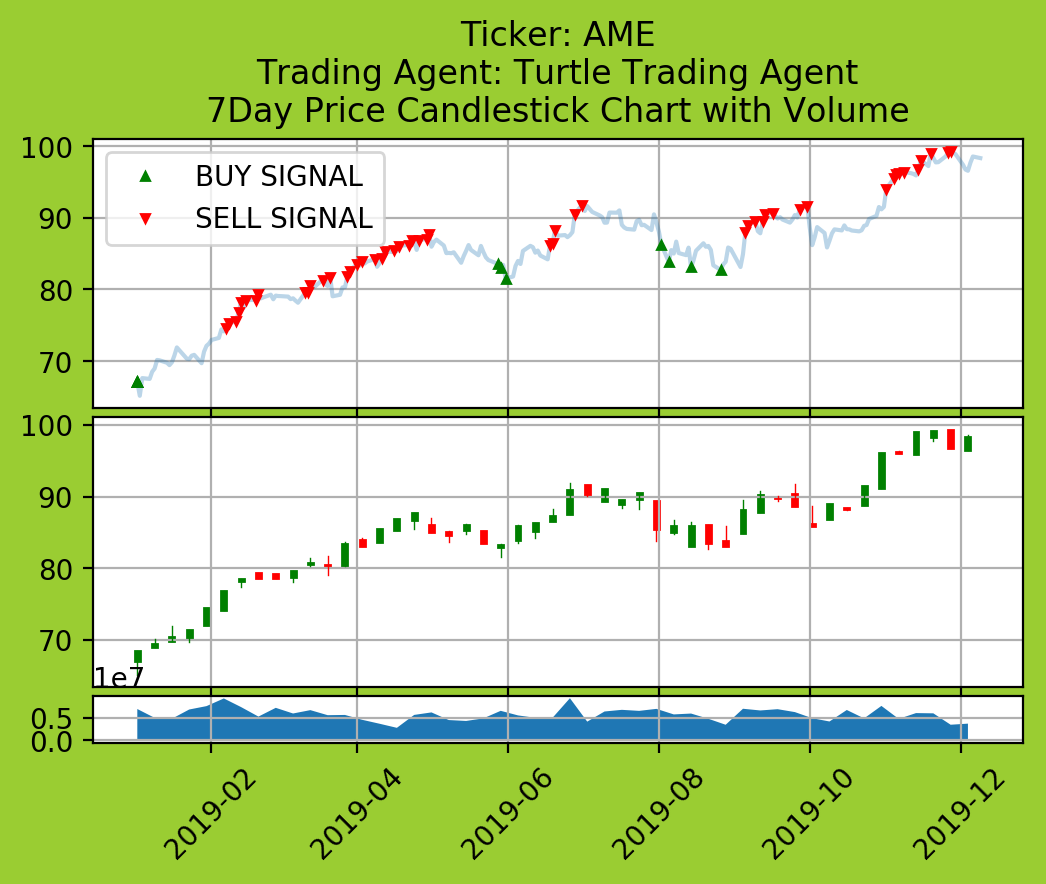 Ticker: AME
Trading Agent: Turtle Trading Agent
7Day Price Candlestick Chart with Volume
100
90
80
70
BUY SIGNAL
SELL SIGNAL
100
90
80
70
1e7
0.5
0.0
2019-02
2019-04
2019-06
2019-08
2019-10
2019-12